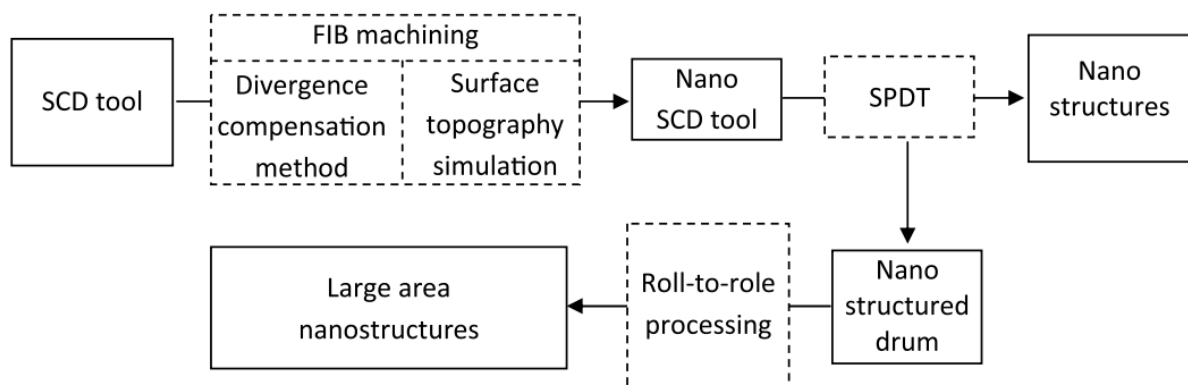 SCD tool
FIB machining
Divergence
compensation
method
Surface
topography
simulation
Nano
SCD tool
SPDT
Nano
structures
Large area
nanostructures
Roll-to-role
processing
Nano
structured
drum